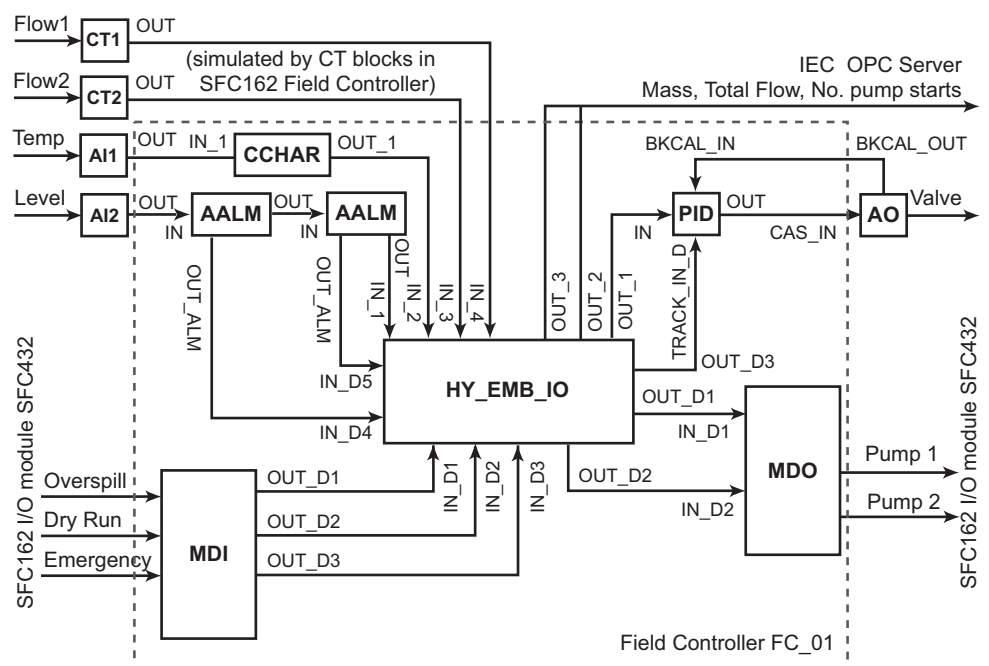 Flow1
CT1
OUT
(simulated by CT blocks in
SFC162 Field Controller)
Flow2
CT2
OUT
IEC OPC Server
Mass, Total Flow, No. pump starts
Temp
AI1
OUT
IN_1
CCHAR
OUT_1
BKCAL_IN
BKCAL_OUT
Level
AI2
OUT
IN
AALM
OUT
IN
AALM
PID
OUT
CAS_IN
AO
Valve
IN
OUT_ALM
OUT_ALM
OUT
IN_1
IN_2
IN_3
IN_4
OUT_3
OUT_2
OUT_1
TRACK_IN_D
OUT_D3
IN_D5
IN_D4
HY_EMB_IO
OUT_D1
IN_D1
OUT_D2
IN_D2
MDO
Pump 1
Pump 2
SFC162 I/O module SFC432
SFC162 I/O module SFC432
Overspill
Dry Run
Emergency
MDI
OUT_D1
OUT_D2
OUT_D3
IN_D1
IN_D2
IN_D3
Field Controller FC_01